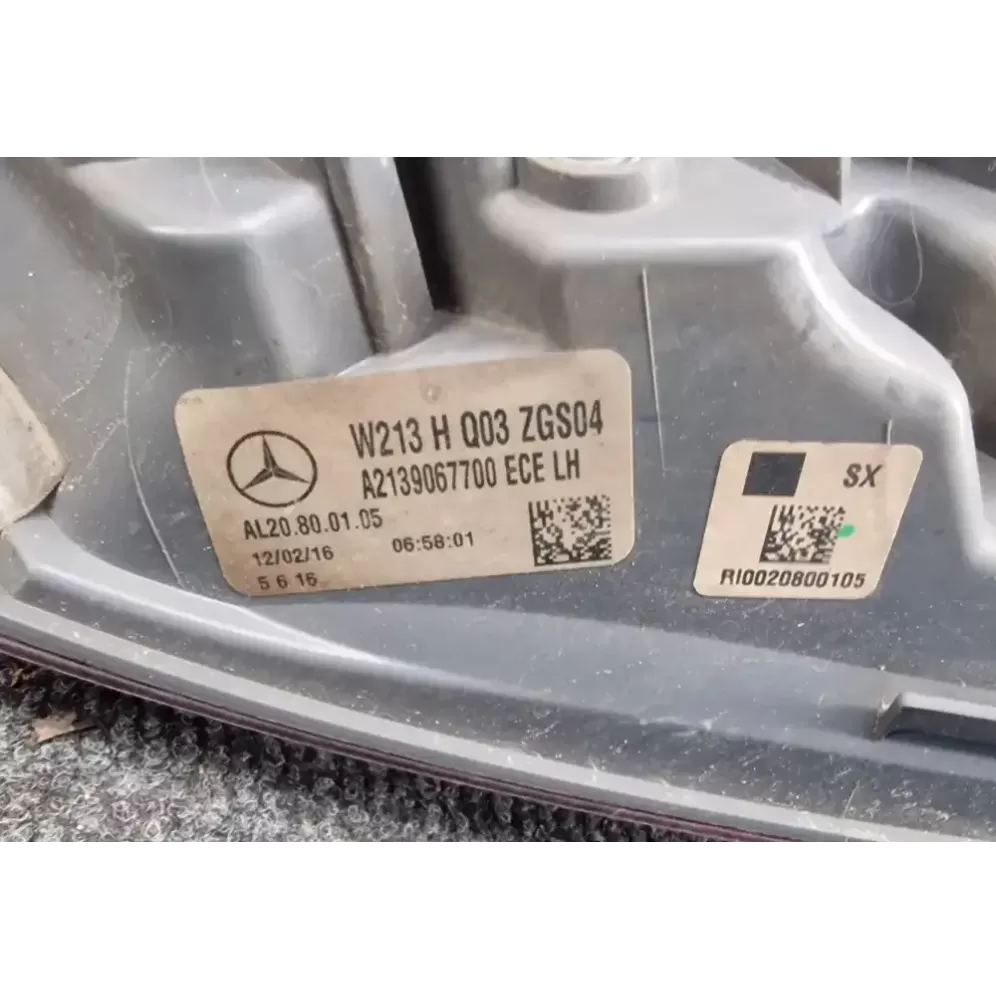 W213 H Q03 ZGS04
A2139067700 ECE LH
AL20.80.01.05
12/02/16 06:58:01
5 6 16
SX
RI0020800105